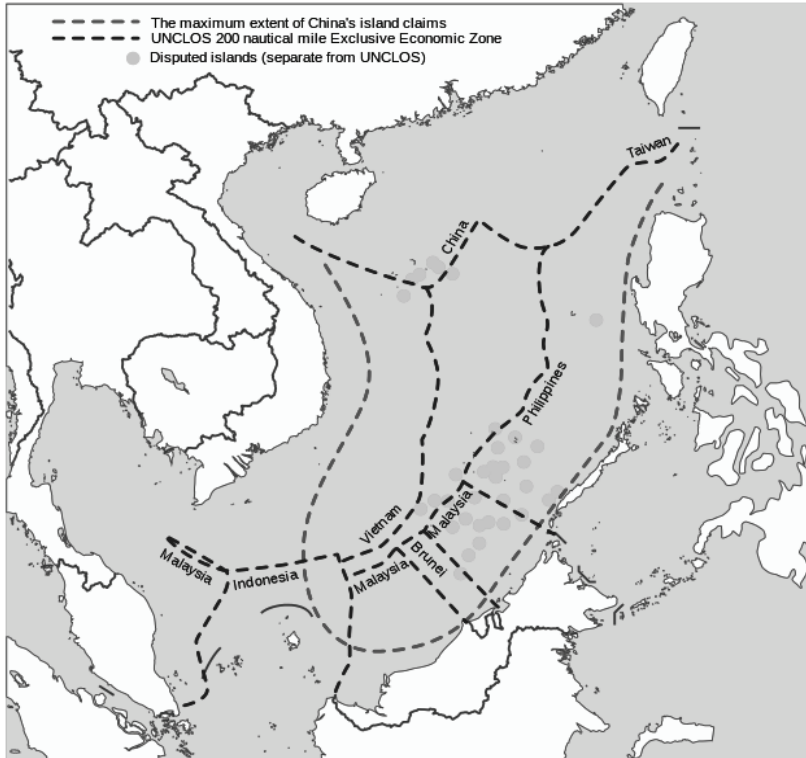 The maximum extent of China's island claims
UNCLOS 200 nautical mile Exclusive Economic Zone
Disputed islands (separate from UNCLOS)
Taiwan
China
Philippines
Vietnam
Malaysia
Malaysia
Indonesia
Malaysia
Brunei